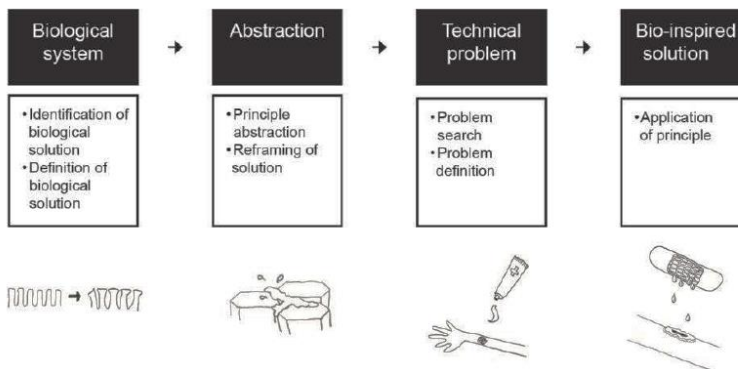 Biological
system
Abstraction
Technical
problem
Bio-inspired
solution
•Identification of
biological
solution
•Definition of
biological
solution
•Principle
abstraction
•Reframing of
solution
•Problem
search
•Problem
definition
•Application
of principle